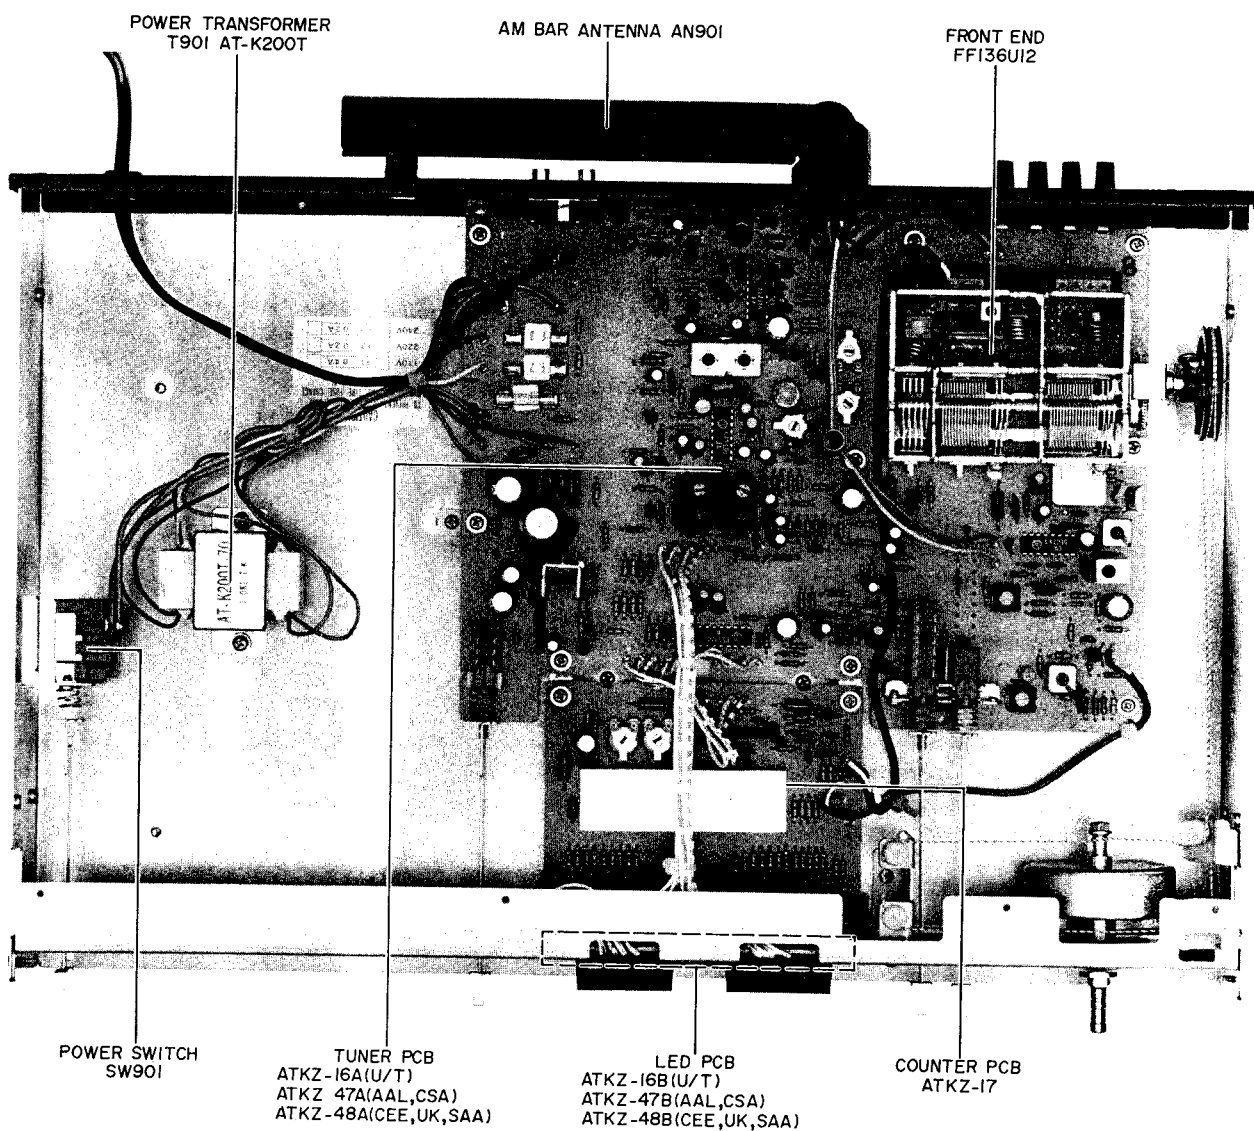 POWER TRANSFORMER
T901 AT-K200T
AM BAR ANTENNA AN901
FRONT END
FF136U12
240V
220V
AT-K200T
POWER SWITCH
SW901
TUNER PCB
ATKZ-16A(U/T)
ATKZ 47A(AAL,CSA)
ATKZ-48A(CEE,UK,SAA)
LED PCB
ATKZ-16B(U/T)
ATKZ-47B(AAL,CSA)
ATKZ-48B(CEE,UK,SAA)
COUNTER PCB
ATKZ-17